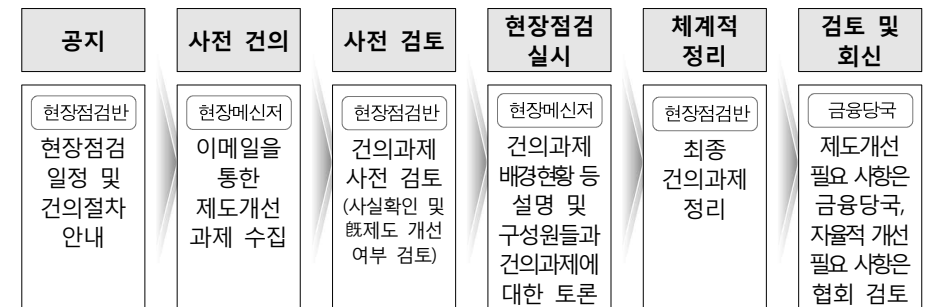 공지
사전 건의
사전 검토
현장점검
실시
체계적
정리
검토 및
회신
현장점검반
현장점검
일정 및
건의절차
안내
현장메신저
이메일을
통한
제도개선
과제 수집
현장점검반
건의과제
사전 검토
(사실확인 및
旣제도 개선
여부 검토)
현장메신저
건의과제
배경현황 등
설명 및
구성원들과
건의과제에
대한 토론
현장점검반
최종
건의과제
정리
금융당국
제도개선
필요 사항은
금융당국,
자율적 개선
필요 사항은
협회 검토